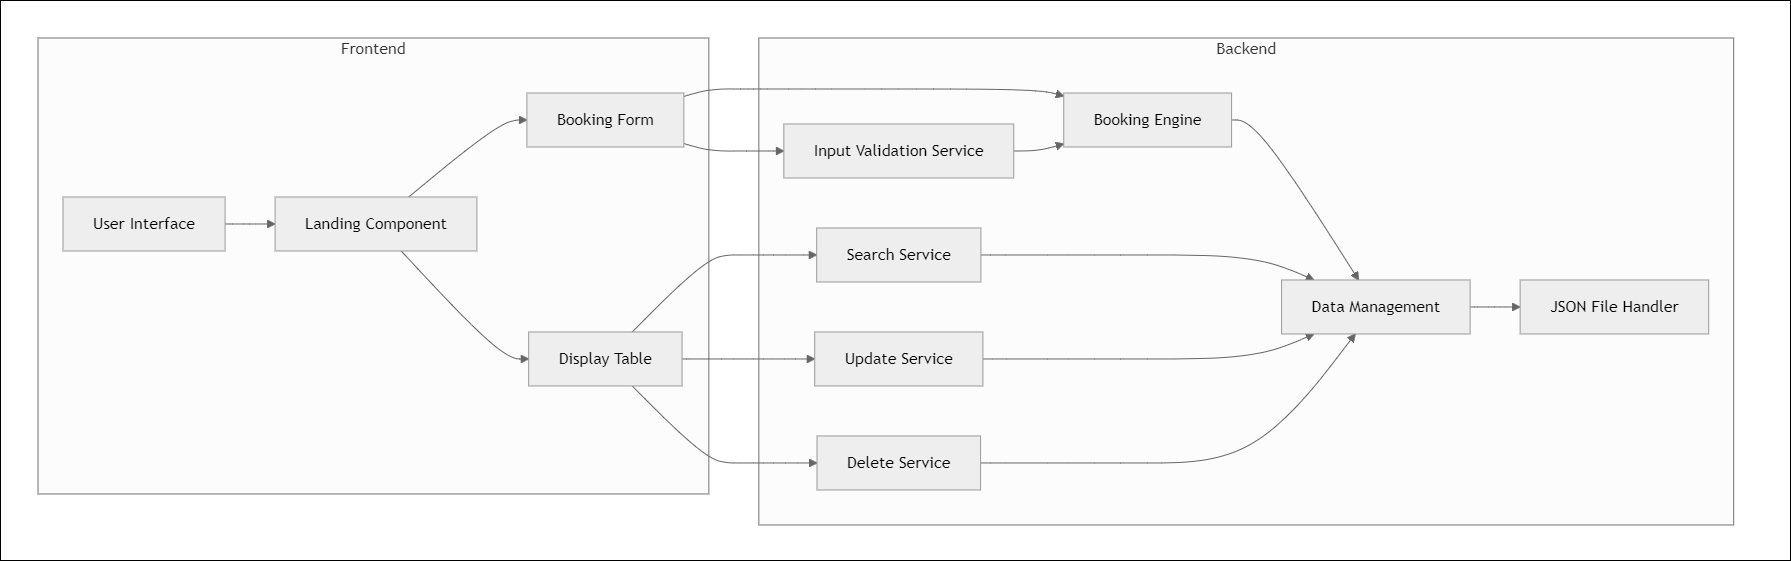 Frontend
Backend
Booking Form
Booking Engine
Input Validation Service
User Interface
Landing Component
Search Service
Data Management
JSON File Handler
Display Table
Update Service
Delete Service